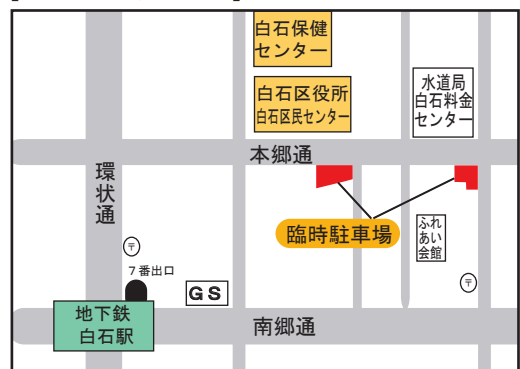 白石保健
センター
白石区役所
白石区民センター
水道局
白石料金
センター
本郷通
環状通
臨時駐車場
ふれ
あい
会館
〒
7番出口
GS
〒
地下鉄
白石駅
南郷通